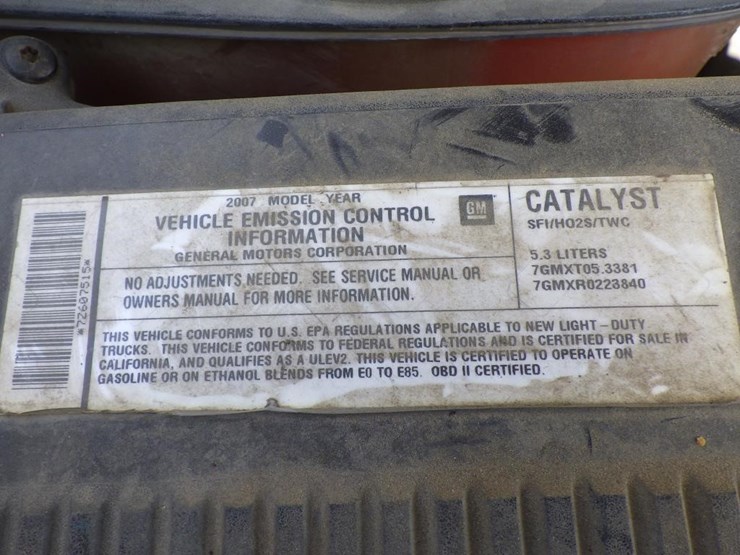 *72607515*
2007 MODEL YEAR
VEHICLE EMISSION CONTROL
INFORMATION
GENERAL MOTORS CORPORATION
GM
NO ADJUSTMENTS NEEDED. SEE SERVICE MANUAL OR
OWNERS MANUAL FOR MORE INFORMATION.
CATALYST
SFI/HO2S/TWC
5.3 LITERS
7GMXT05.3381
7GMXR0223840
THIS VEHICLE CONFORMS TO U.S. EPA REGULATIONS APPLICABLE TO NEW LIGHT-DUTY
TRUCKS. THIS VEHICLE CONFORMS TO FEDERAL REGULATIONS AND IS CERTIFIED FOR SALE IN
CALIFORNIA, AND QUALIFIES AS A ULEV2. THIS VEHICLE IS CERTIFIED TO OPERATE ON
GASOLINE OR ON ETHANOL BLENDS FROM E0 TO E85. OBD II CERTIFIED.